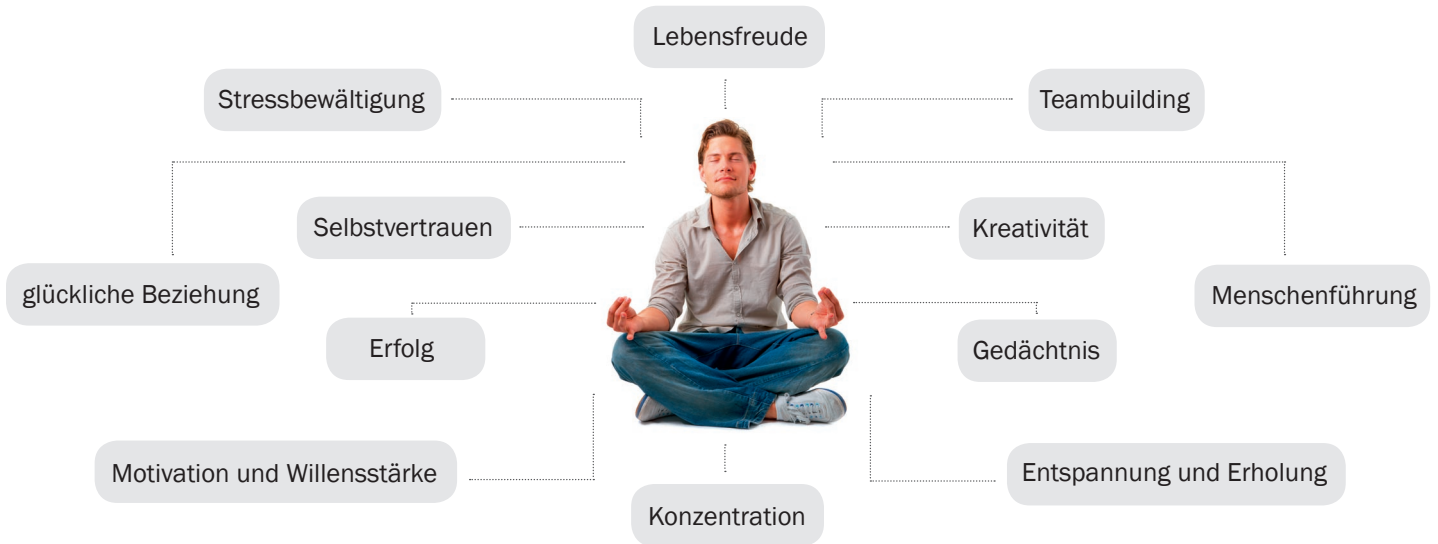 Lebensfreude
Stressbewältigung
Teambuilding
Selbstvertrauen
Kreativität
glückliche Beziehung
Menschenführung
Erfolg
Gedächtnis
Motivation und Willensstärke
Entspannung und Erholung
Konzentration